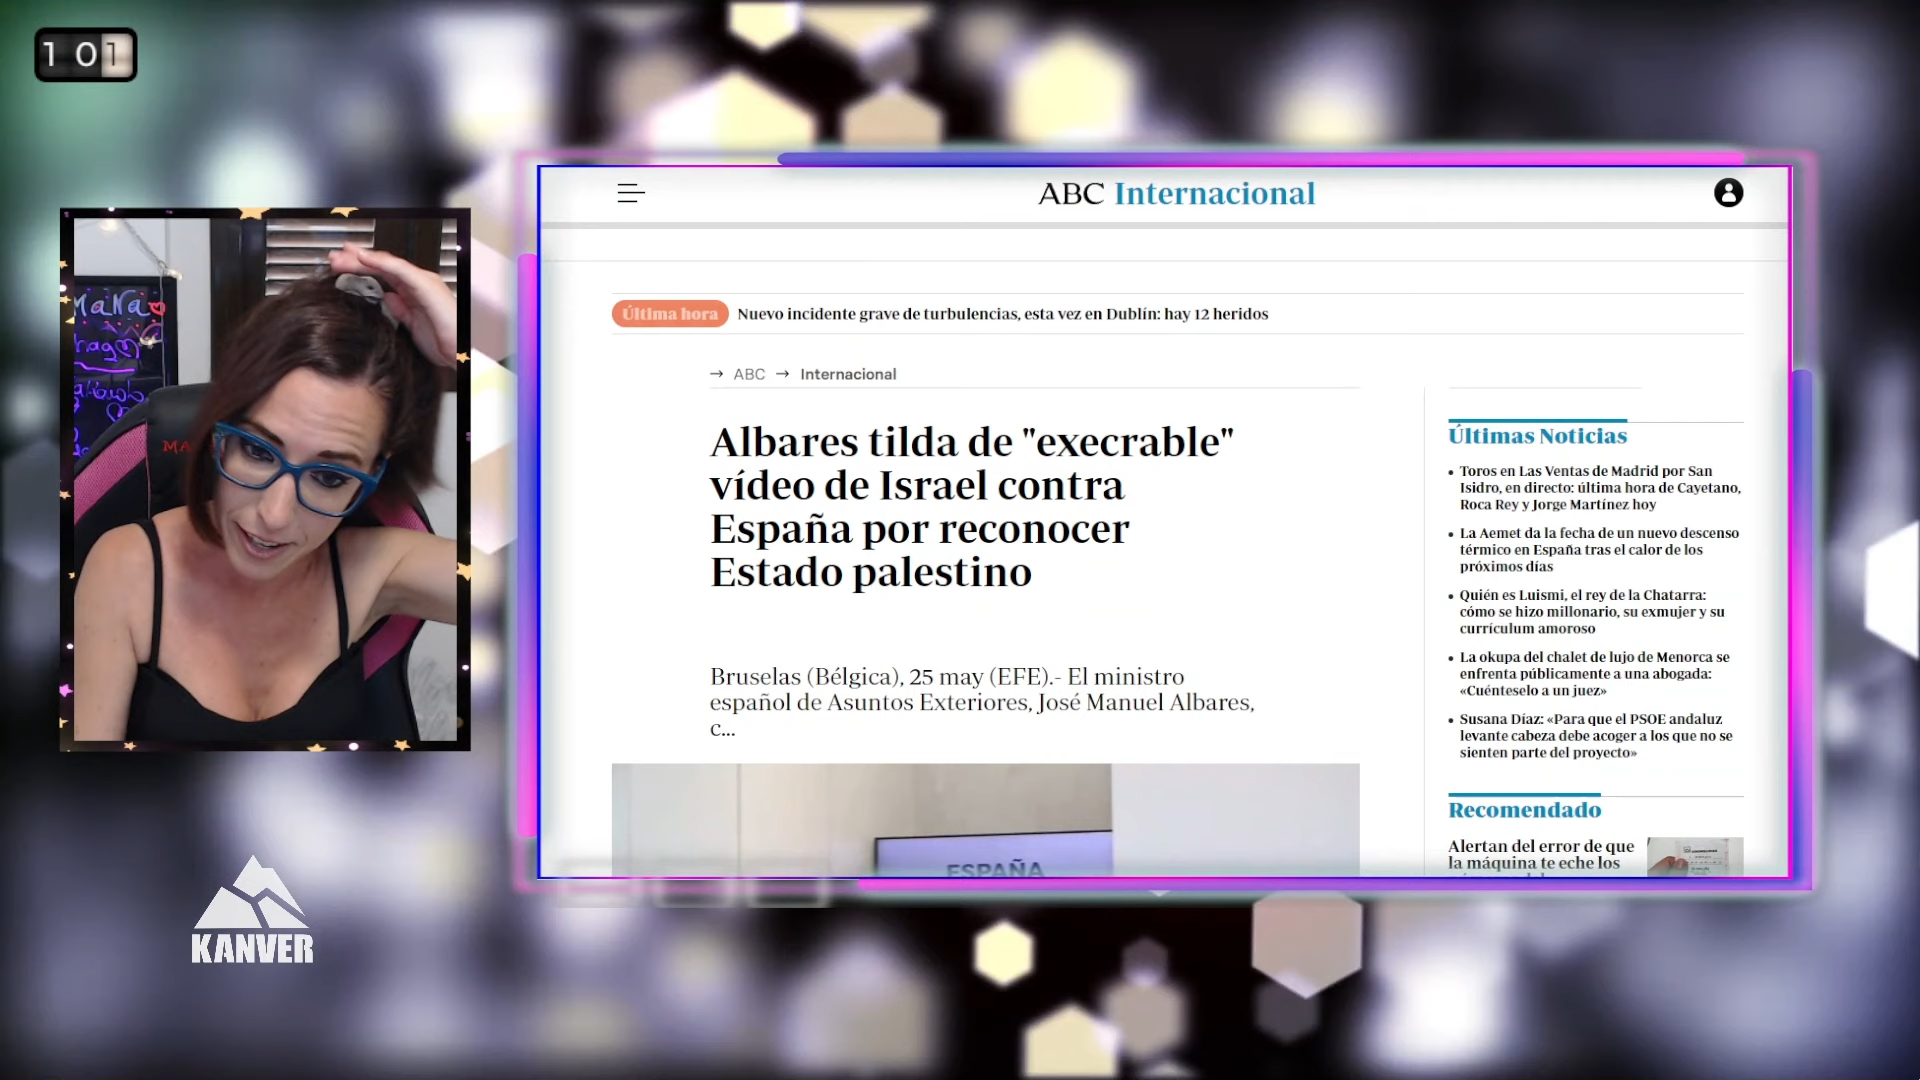 101
MaNa
MA
KANVER
ABC Internacional
Última hora Nuevo incidente grave de turbulencias, esta vez en Dublín: hay 12 heridos
→ ABC → Internacional
Albares tilda de "execrable"
vídeo de Israel contra
España por reconocer
Estado palestino
Bruselas (Bélgica), 25 may (EFE).- El ministro
español de Asuntos Exteriores, José Manuel Albares,
c...
ESPAÑA
Últimas Noticias
• Toros en Las Ventas de Madrid por San
Isidro, en directo: última hora de Cayetano,
Roca Rey y Jorge Martínez hoy
• La Aemet da la fecha de un nuevo descenso
térmico en España tras el calor de los
próximos días
• Quién es Luismi, el rey de la Chatarra:
cómo se hizo millonario, su exmujer y su
currículum amoroso
• La okupa del chalet de lujo de Menorca se
enfrenta públicamente a una abogada:
«Cuénteselo a un juez»
• Susana Díaz: «Para que el PSOE andaluz
levante cabeza debe acoger a los que no se
sienten parte del proyecto»
Recomendado
Alertan del error de que
la máquina te eche los